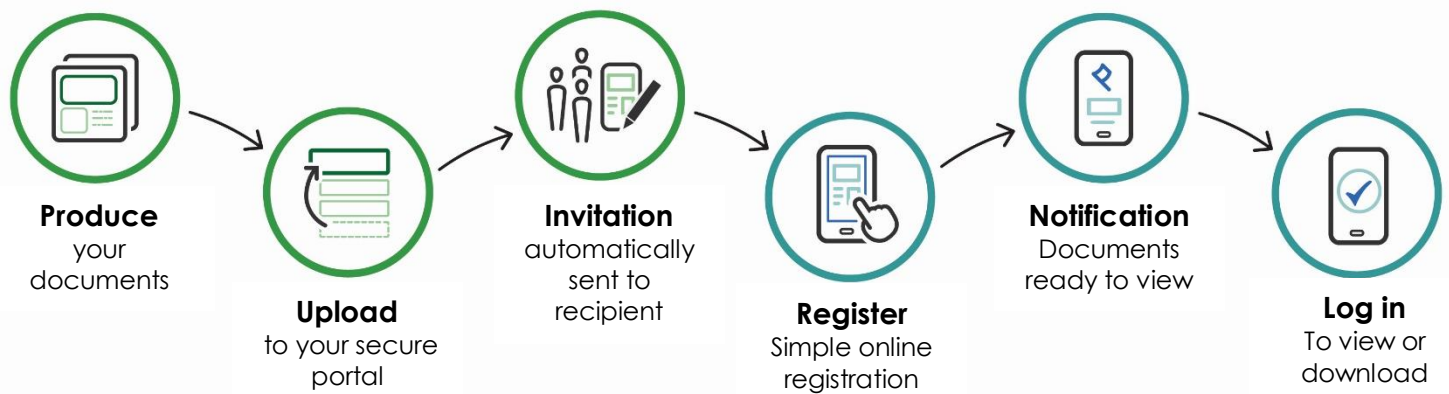 Produce
your
documents
Upload
to your secure
portal
Invitation
automatically
sent to
recipient
Register
Simple online
registration
Notification
Documents
ready to view
Log in
To view or
download